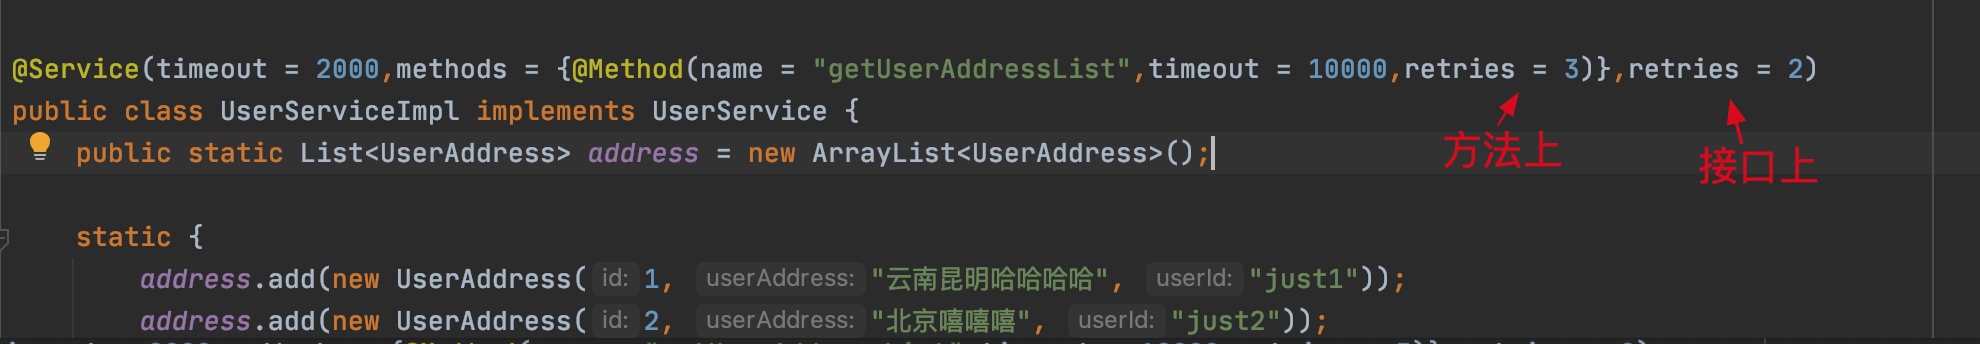 @Service(timeout = 2000,methods = {@Method(name = "getUserAddressList",timeout = 10000,retries = 3)},retries = 2)
public class UserServiceImpl implements UserService {
方法上
接口上
public static List<UserAddress> address = new ArrayList<UserAddress>();
static {
address.add(new UserAddress( id: 1, userAddress: "云南昆明哈哈哈哈", userId: "just1"));
address.add(new UserAddress( id: 2, userAddress: "北京嘻嘻嘻", userId: "just2"));